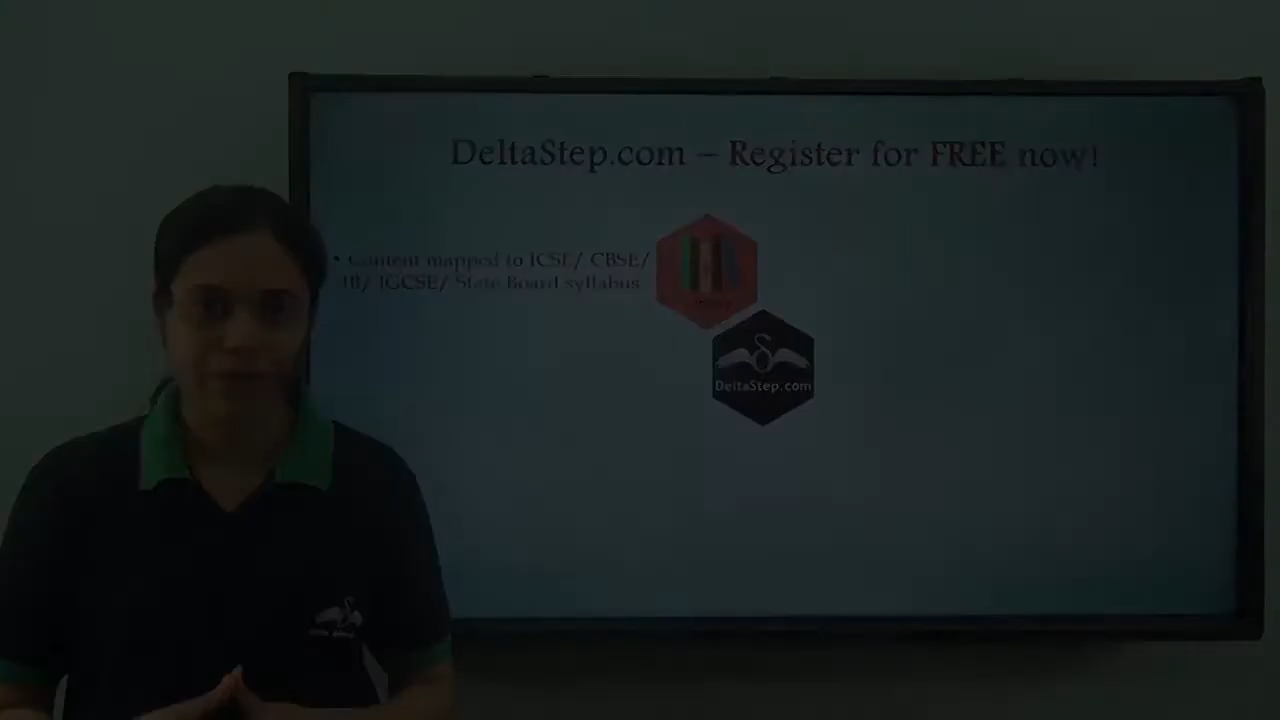 DeltaStep.com – Register for FREE now!
• Content mapped to ICSE/ CBSE/
IB/ IGCSE/ State Board syllabus
DeltaStep.com